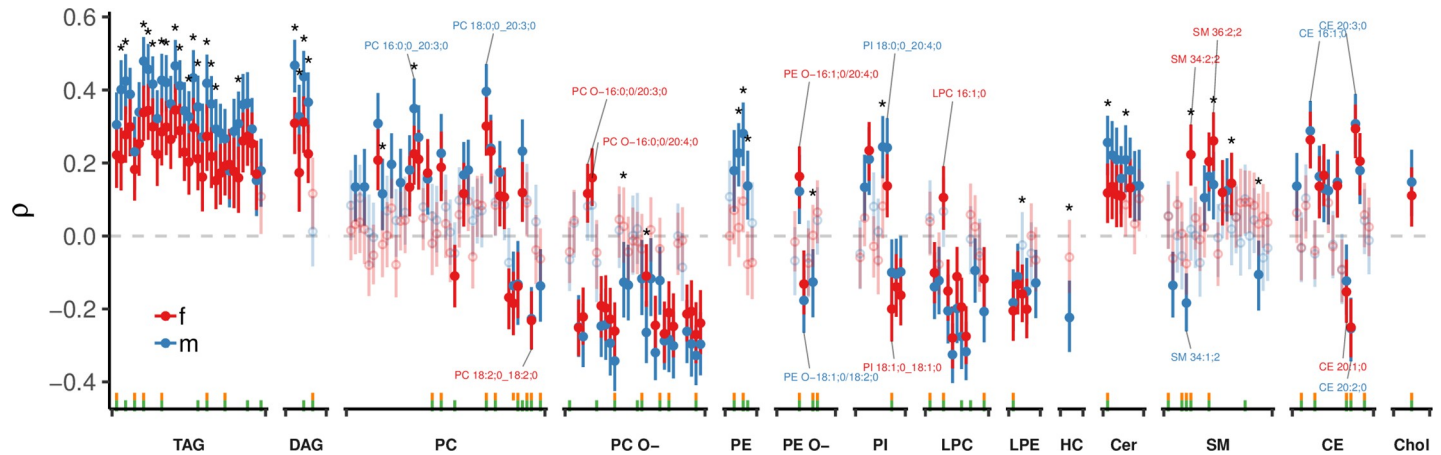 0.6
0.4
0.2
0.0
−0.2
−0.4
ρ
f
m
PC 16:0;0_20:3;0
PC 18:0;0_20:3;0
PC 18:2;0_18:2;0
PC O−16:0;0/20:3;0
PC O−16:0;0/20:4;0
PE O−16:1;0/20:4;0
PE O−18:1;0/18:2;0
PI 18:0;0_20:4;0
PI 18:1;0_18:1;0
LPC 16:1;0
SM 36:2;2
SM 34:2;2
SM 34:1;2
CE 20:3;0
CE 16:1;0
CE 20:1;0
CE 20:2;0
TAG DAG PC PC O− PE PE O− PI LPC LPE HC Cer SM CE Chol